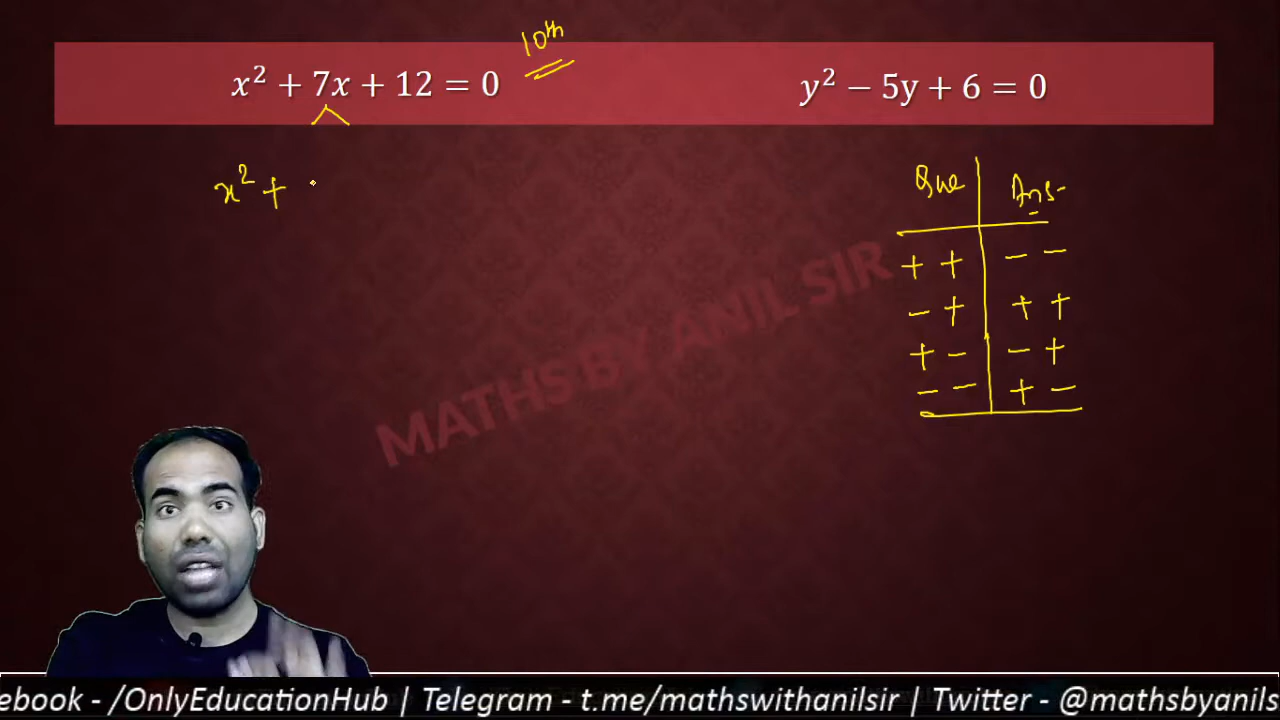 10th
x² + 7x + 12 = 0
y² − 5y + 6 = 0
x² +
Que Ans-
+ + − −
− + + +
+ − − +
− − + −
MATHS BY ANIL SIR
ebook - /OnlyEducationHub | Telegram - t.me/mathswithanilsir | Twitter - @mathsbyanils